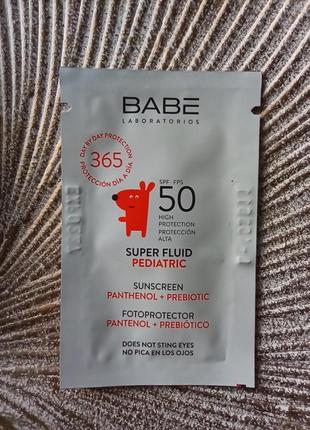 BABE
LABORATORIOS
DAY BY DAY PROTECTION
365
PROTECCIÓN DÍA A DÍA
SPF · FPS
50
HIGH
PROTECTION
PROTECCIÓN
ALTA
SUPER FLUID
PEDIATRIC
SUNSCREEN
PANTHENOL + PREBIOTIC
FOTOPROTECTOR
PANTENOL + PREBIÓTICO
DOES NOT STING EYES
NO PICA EN LOS OJOS